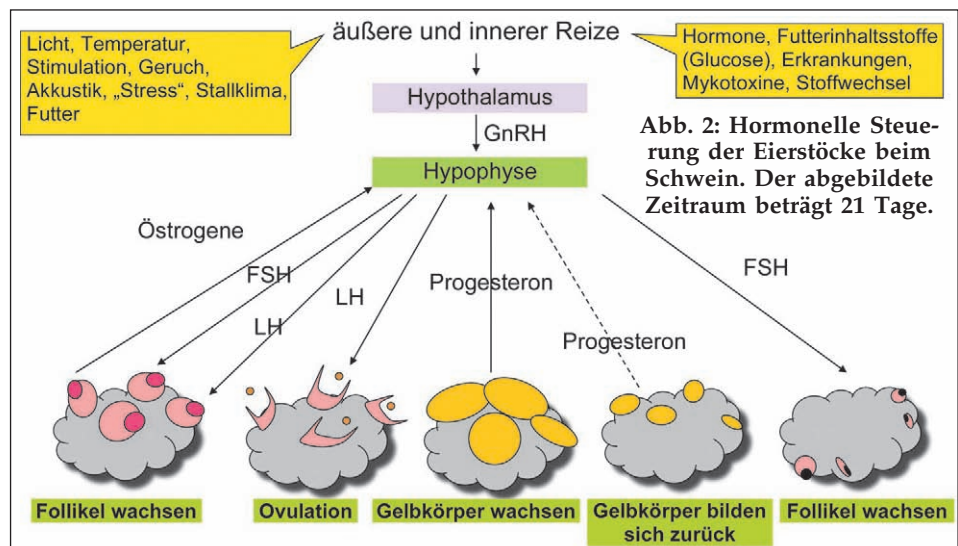 äußere und innerer Reize
Licht, Temperatur,
Stimulation, Geruch,
Akkustik, „Stress“, Stallklima,
Futter
Hormone, Futterinhaltsstoffe
(Glucose), Erkrankungen,
Mykotoxine, Stoffwechsel
Hypothalamus
GnRH
Hypophyse
Abb. 2: Hormonelle Steue-
rung der Eierstöcke beim
Schwein. Der abgebildete
Zeitraum beträgt 21 Tage.
Östrogene
FSH
LH
LH
Progesteron
Progesteron
FSH
Follikel wachsen
Ovulation
Gelbkörper wachsen
Gelbkörper bilden
sich zurück
Follikel wachsen